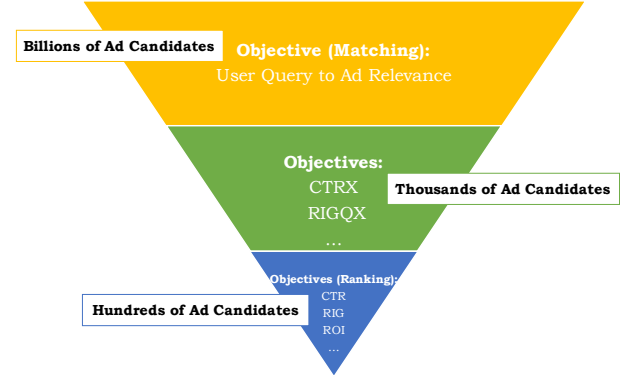 Billions of Ad Candidates
Objective (Matching):
User Query to Ad Relevance
Objectives:
CTRX
RIGQX
...
Thousands of Ad Candidates
Objectives (Ranking):
CTR
RIG
ROI
...
Hundreds of Ad Candidates